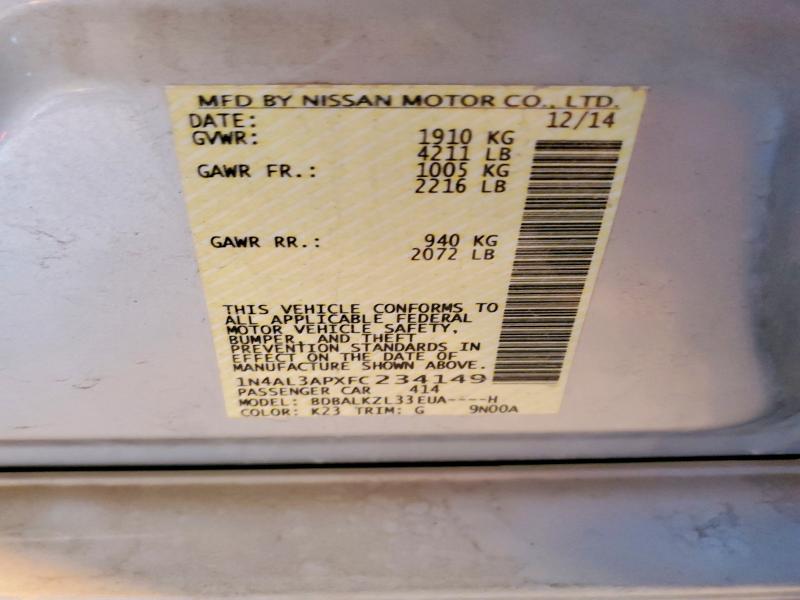 MFD BY NISSAN MOTOR CO., LTD.
DATE: 12/14
GVWR: 1910 KG
4211 LB
GAWR FR.: 1005 KG
2216 LB
GAWR RR.: 940 KG
2072 LB
THIS VEHICLE CONFORMS TO
ALL APPLICABLE FEDERAL
MOTOR VEHICLE SAFETY,
BUMPER, AND THEFT
PREVENTION STANDARDS IN
EFFECT ON THE DATE OF
MANUFACTURE SHOWN ABOVE.
1N4AL3APXFC234149
PASSENGER CAR 414
MODEL: BDBALKZL33EUA----H
COLOR: K23 TRIM: G 9N00A